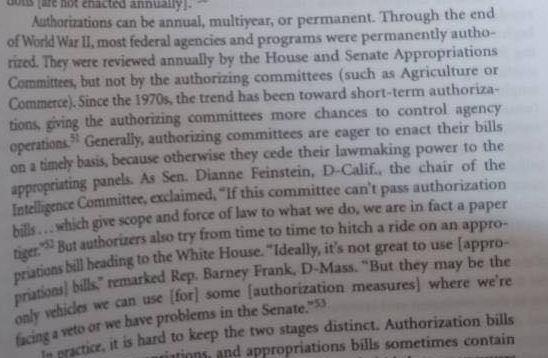 [are not enacted annually].
Authorizations can be annual, multiyear, or permanent. Through the end
of World War II, most federal agencies and programs were permanently autho-
rized. They were reviewed annually by the House and Senate Appropriations
Committees, but not by the authorizing committees (such as Agriculture or
Commerce). Since the 1970s, the trend has been toward short-term authoriza-
tions, giving the authorizing committees more chances to control agency
operations.51 Generally, authorizing committees are eager to enact their bills
on a timely basis, because otherwise they cede their lawmaking power to the
appropriating panels. As Sen. Dianne Feinstein, D-Calif., the chair of the
Intelligence Committee, exclaimed, “If this committee can't pass authorization
bills . . . which give scope and force of law to what we do, we are in fact a paper
tiger.”52 But authorizers also try from time to time to hitch a ride on an appro-
priations bill heading to the White House. “Ideally, it's not great to use [appro-
priations] bills,” remarked Rep. Barney Frank, D-Mass. “But they may be the
only vehicles we can use [for] some [authorization measures] where we're
facing a veto or we have problems in the Senate.”53
In practice, it is hard to keep the two stages distinct. Authorization bills
and appropriations bills sometimes contain